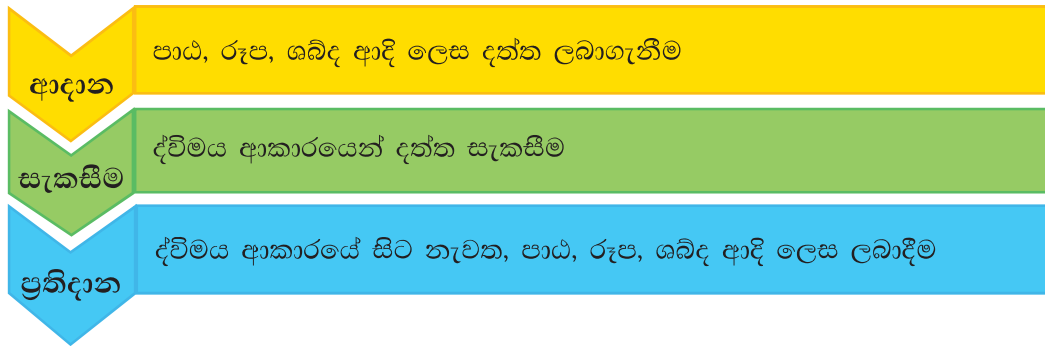 ආදාන
පාඨ, රූප, ශබ්ද ආදි ලෙස දත්ත ලබාගැනීම
සැකසීම
ද්විමය ආකාරයෙන් දත්ත සැකසීම
ප්‍රතිදාන
ද්විමය ආකාරයේ සිට නැවත, පාඨ, රූප, ශබ්ද ආදි ලෙස ලබාදීම